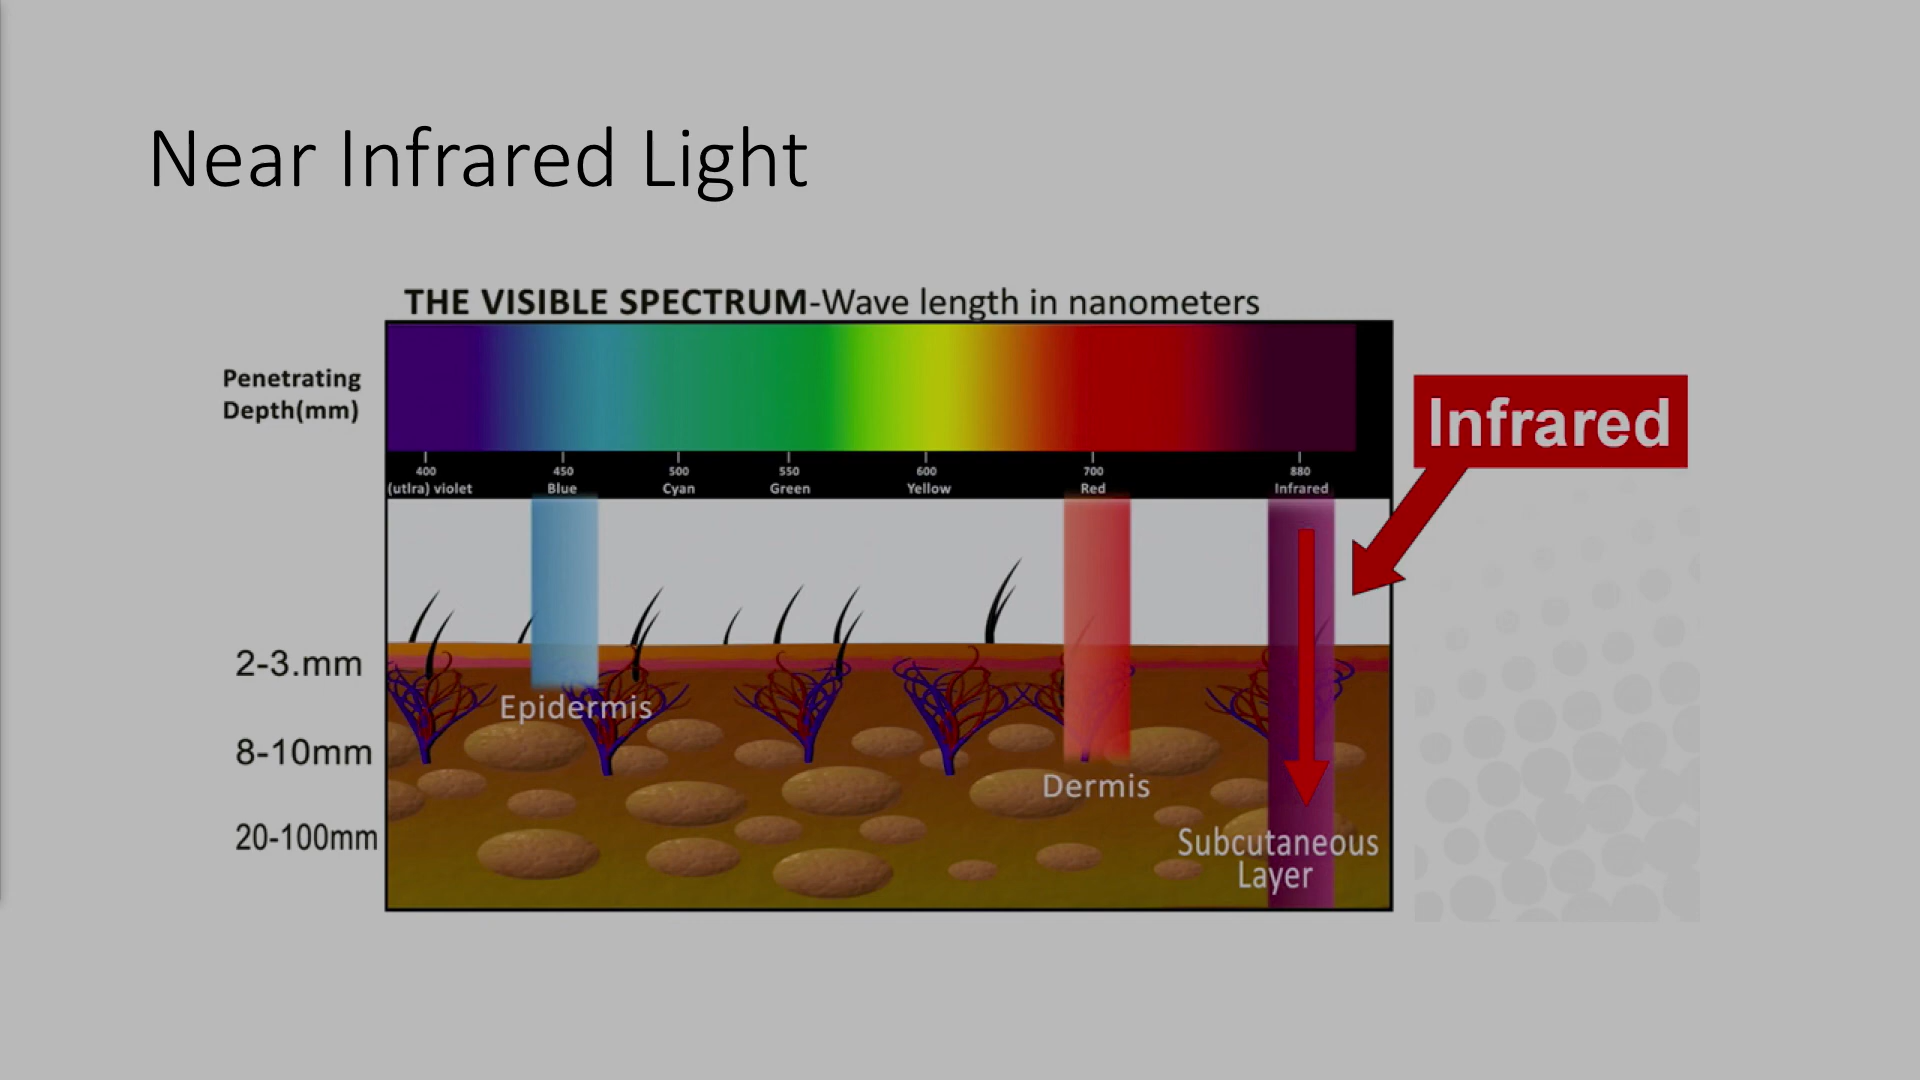 Near Infrared Light
THE VISIBLE SPECTRUM-Wave length in nanometers
Penetrating
Depth(mm)
Infrared
400 450 500 550 600 700 880
(utlra) violet Blue Cyan Green Yellow Red Infrared
2-3.mm
Epidermis
8-10mm
Dermis
20-100mm
Subcutaneous
Layer